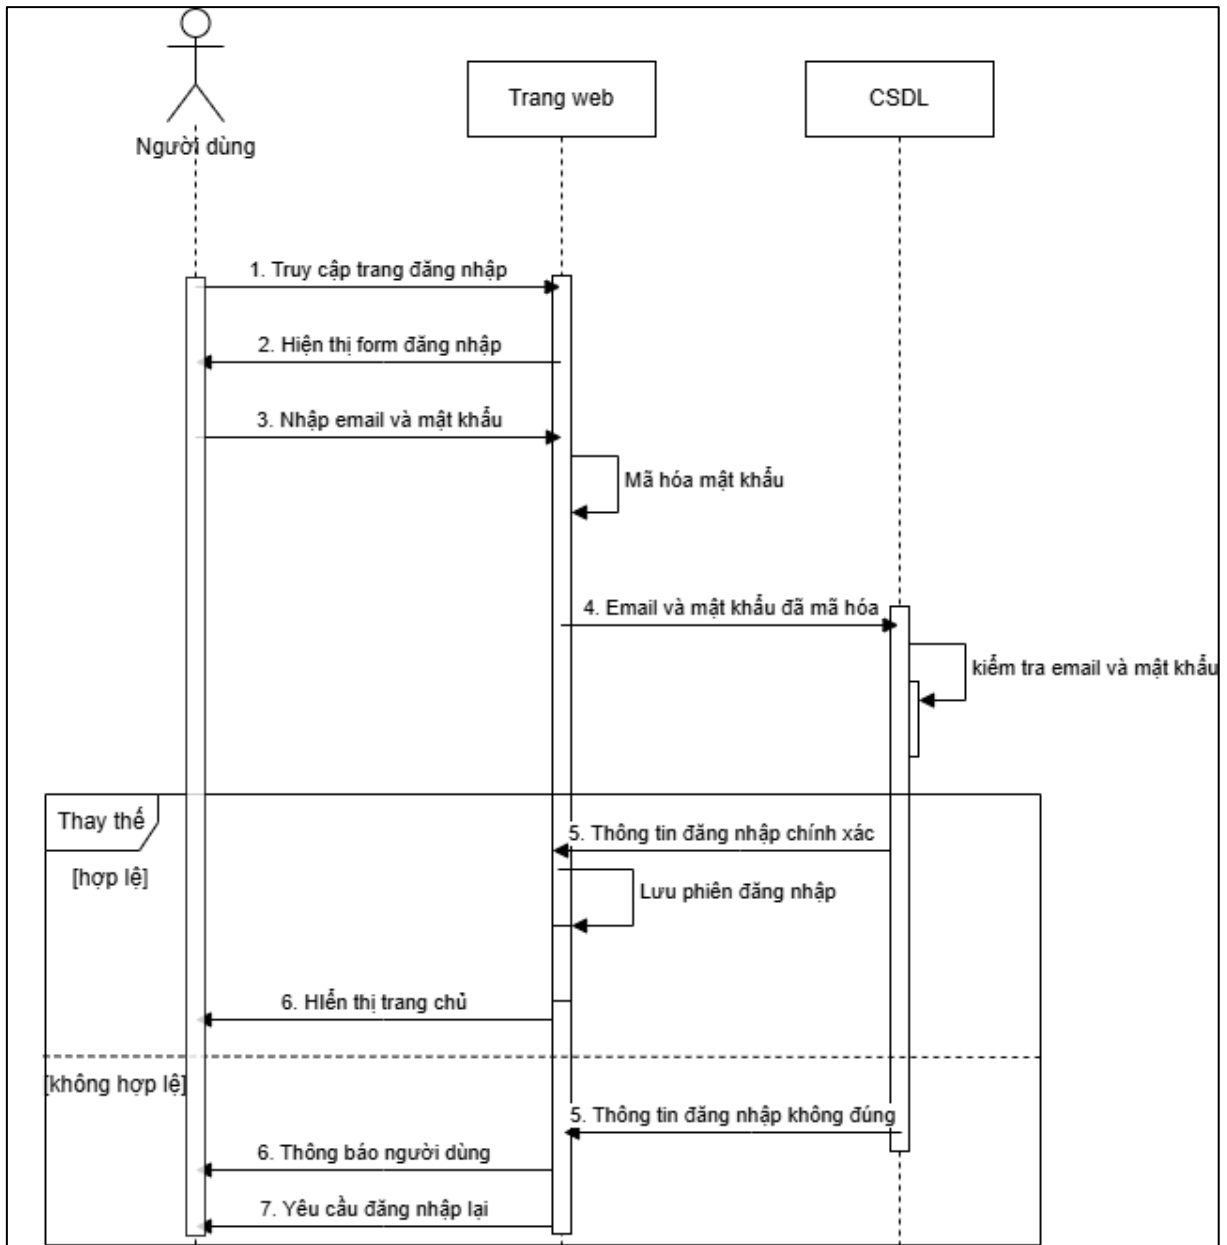 Người dùng
Trang web
CSDL
1. Truy cập trang đăng nhập
2. Hiện thị form đăng nhập
3. Nhập email và mật khẩu
Mã hóa mật khẩu
4. Email và mật khẩu đã mã hóa
kiểm tra email và mật khẩu
Thay thế
5. Thông tin đăng nhập chính xác
[hợp lệ]
Lưu phiên đăng nhập
6. HIển thị trang chủ
[không hợp lệ]
5. Thông tin đăng nhập không đúng
6. Thông báo người dùng
7. Yêu cầu đăng nhập lại